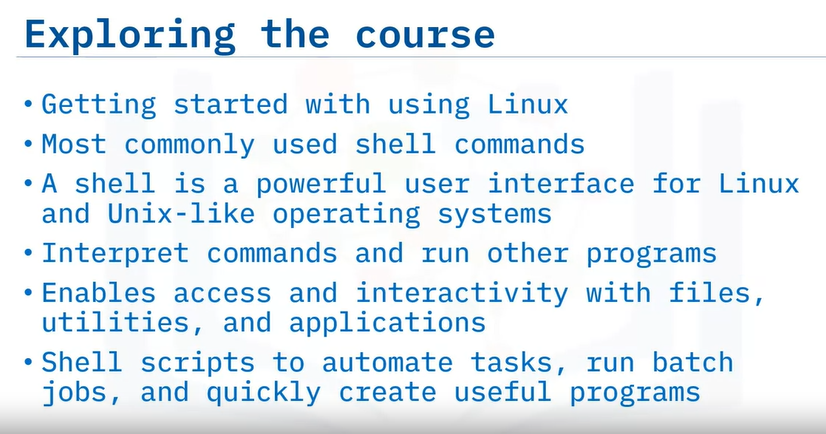 Exploring the course
• Getting started with using Linux
• Most commonly used shell commands
• A shell is a powerful user interface for Linux
and Unix-like operating systems
• Interpret commands and run other programs
• Enables access and interactivity with files,
utilities, and applications
• Shell scripts to automate tasks, run batch
jobs, and quickly create useful programs